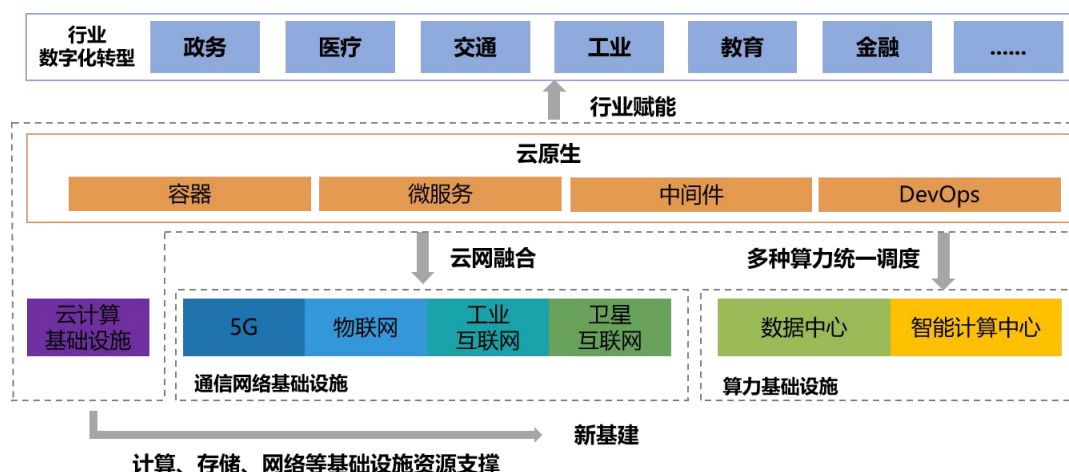 行业
数字化转型
政务
医疗
交通
工业
教育
金融
......
行业赋能
云原生
容器
微服务
中间件
DevOps
云网融合
多种算力统一调度
云计算
基础设施
5G
物联网
工业
互联网
卫星
互联网
数据中心
智能计算中心
通信网络基础设施
算力基础设施
新基建
计算、存储、网络等基础设施资源支撑